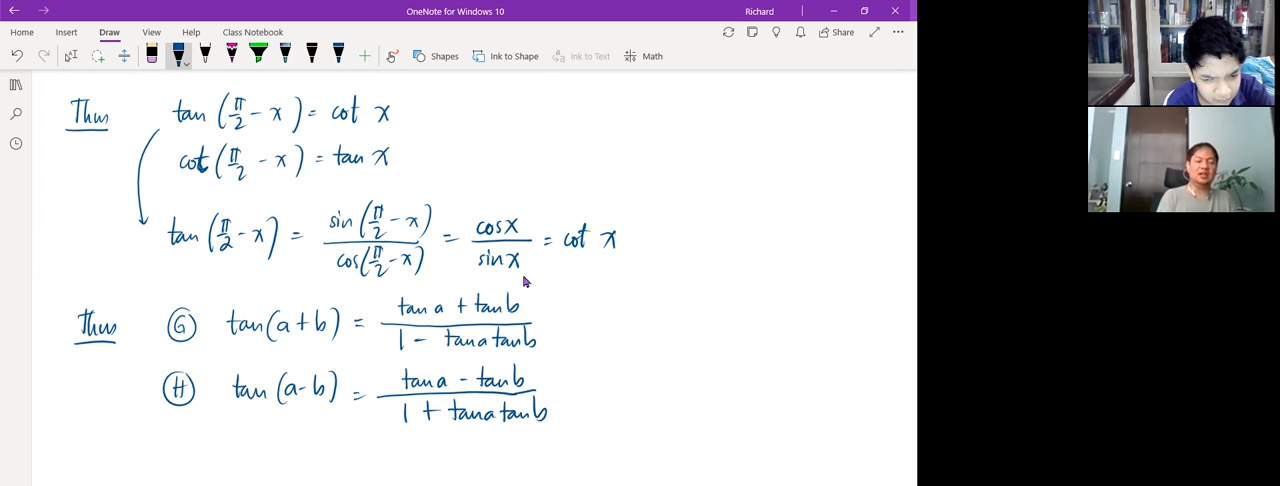 OneNote for Windows 10
Richard
Home Insert Draw View Help Class Notebook
Share
Shapes Ink to Shape Ink to Text Math
Thus tan(π/2 - x) = cot x
cot(π/2 - x) = tan x
tan(π/2 - x) = sin(π/2 - x) / cos(π/2 - x) = cos x / sin x = cot x
Thus Ⓖ tan(a+b) = (tan a + tan b) / (1 - tan a tan b)
Ⓗ tan(a-b) = (tan a - tan b) / (1 + tan a tan b)